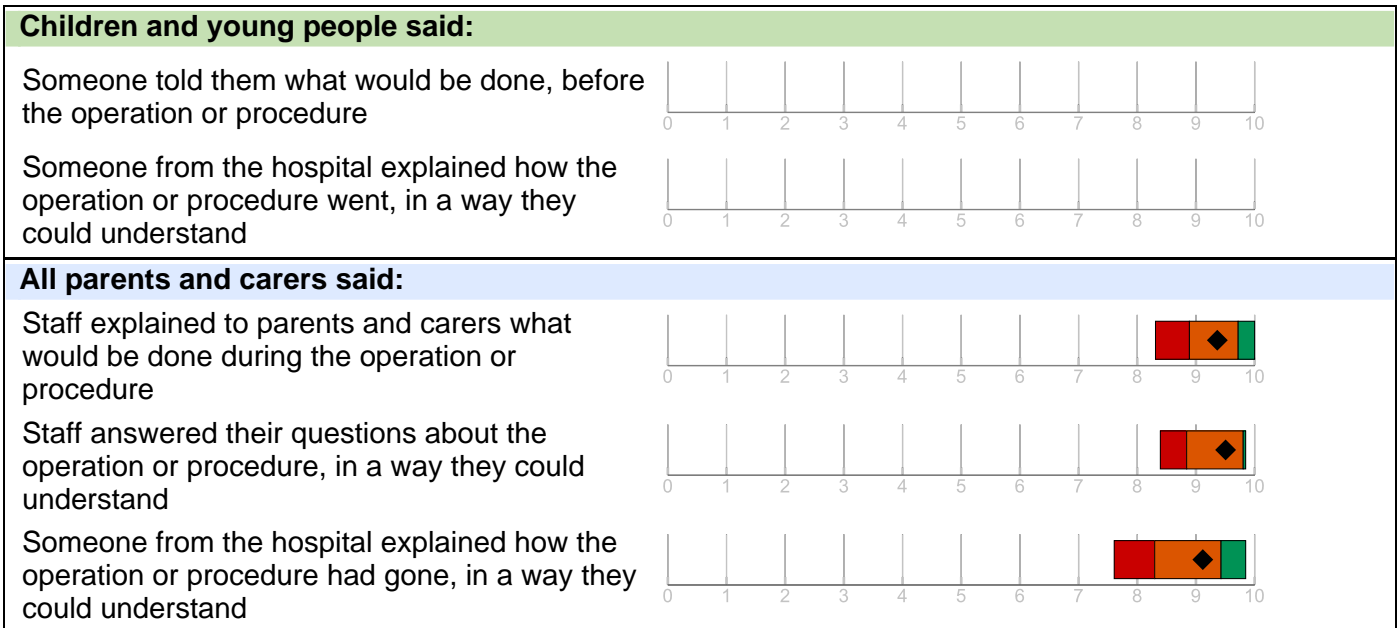 Children and young people said:
Someone told them what would be done, before
the operation or procedure
0 1 2 3 4 5 6 7 8 9 10
Someone from the hospital explained how the
operation or procedure went, in a way they
could understand
0 1 2 3 4 5 6 7 8 9 10
All parents and carers said:
Staff explained to parents and carers what
would be done during the operation or
procedure
0 1 2 3 4 5 6 7 8 9 10
Staff answered their questions about the
operation or procedure, in a way they could
understand
0 1 2 3 4 5 6 7 8 9 10
Someone from the hospital explained how the
operation or procedure had gone, in a way they
could understand
0 1 2 3 4 5 6 7 8 9 10